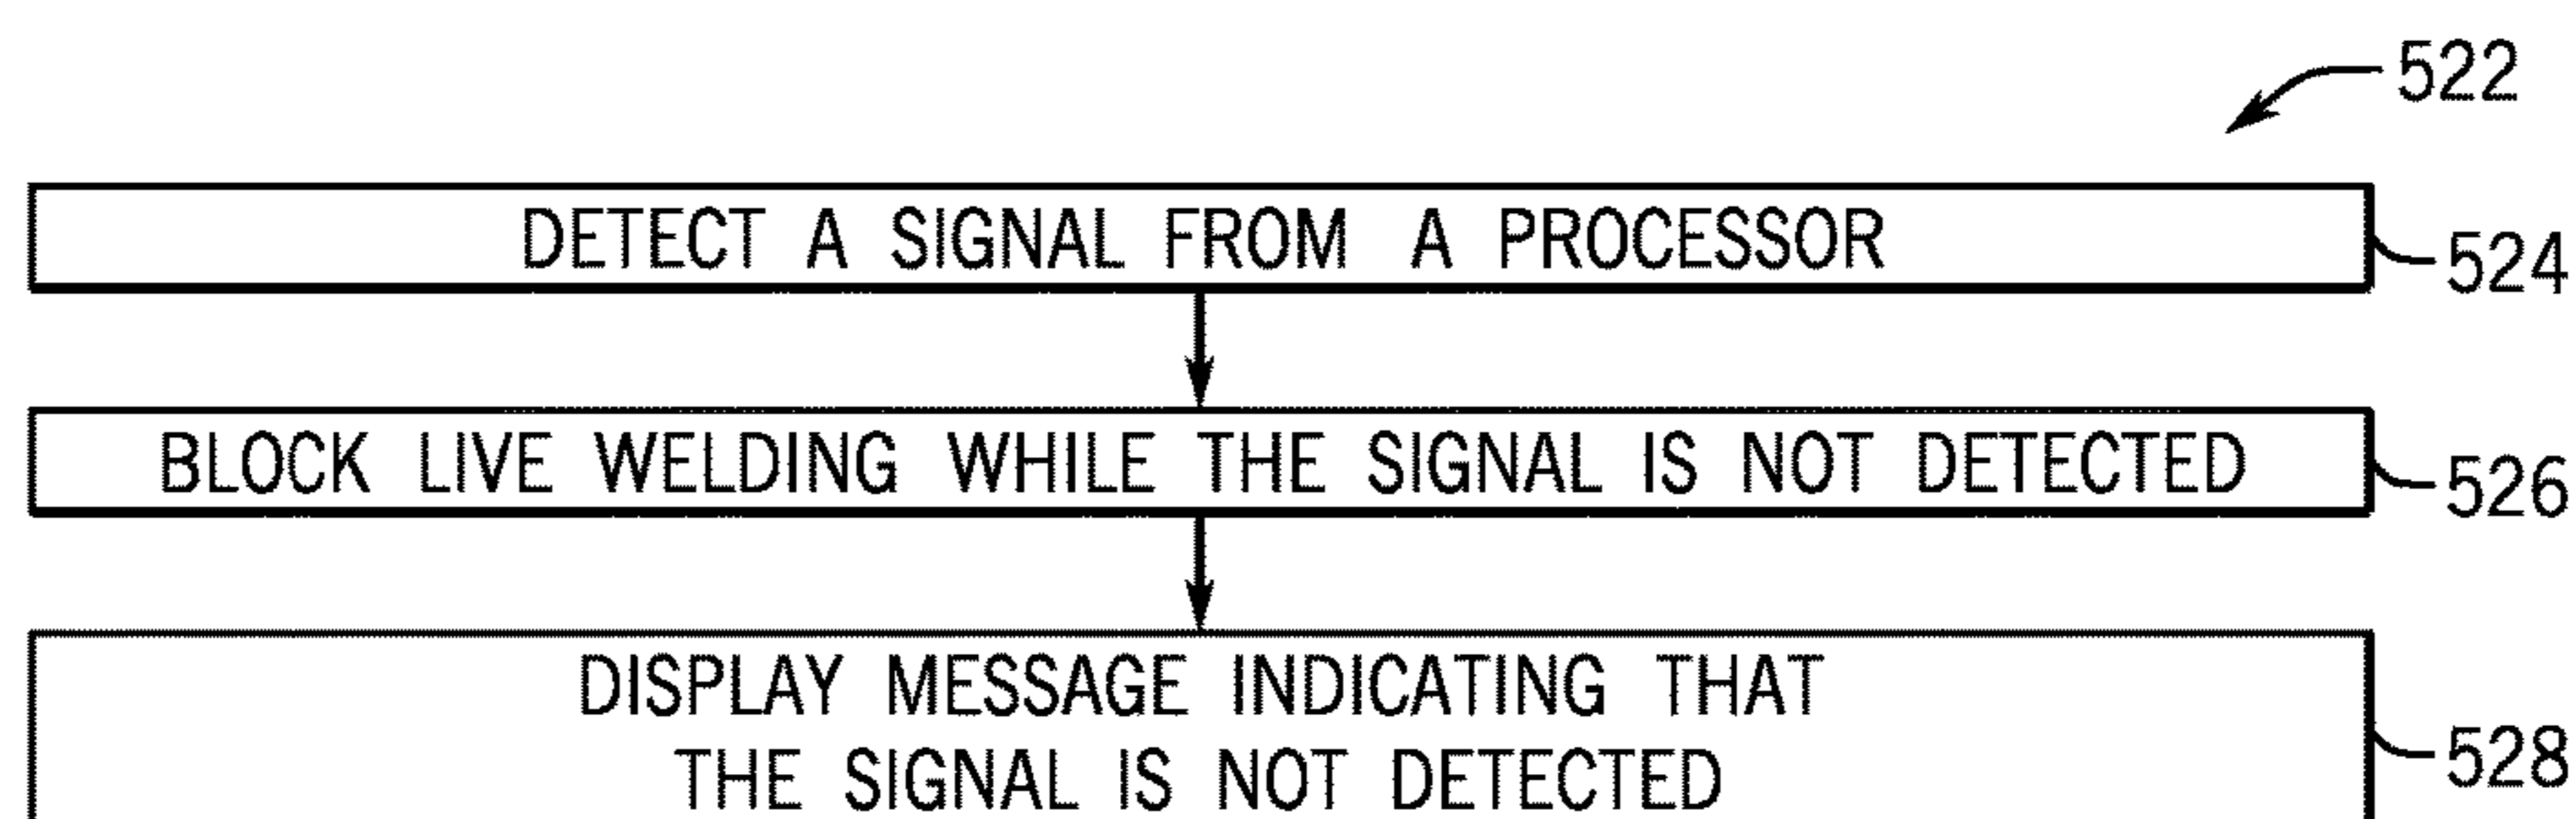 522
DETECT A SIGNAL FROM A PROCESSOR
524
BLOCK LIVE WELDING WHILE THE SIGNAL IS NOT DETECTED
526
DISPLAY MESSAGE INDICATING THAT
THE SIGNAL IS NOT DETECTED
528